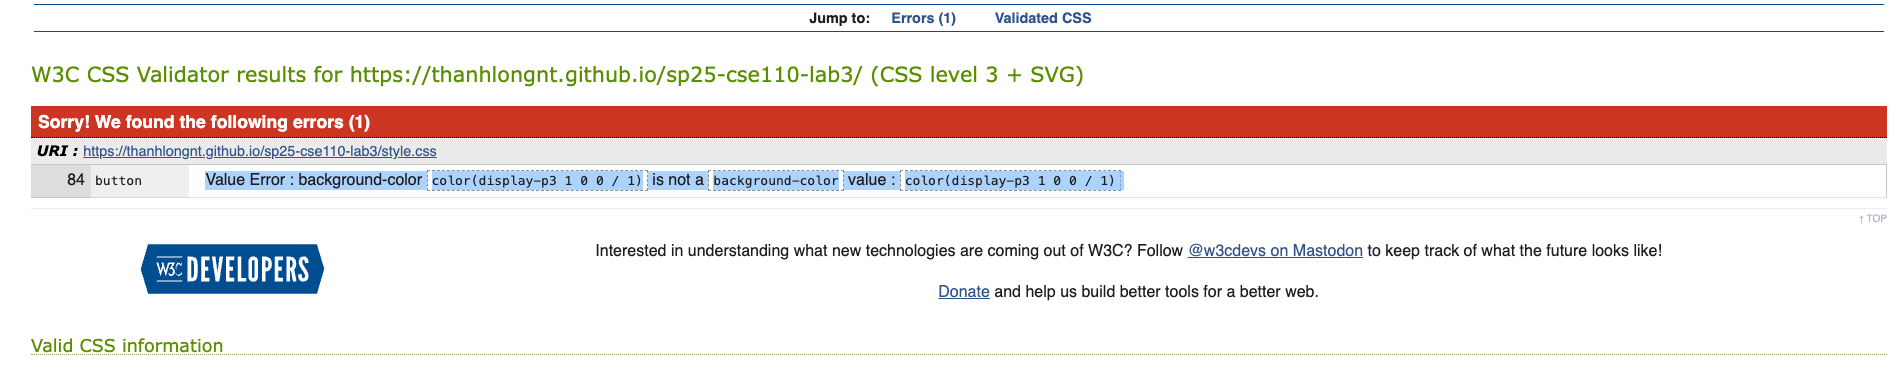 Jump to: Errors (1) Validated CSS
W3C CSS Validator results for https://thanhlongnt.github.io/sp25-cse110-lab3/ (CSS level 3 + SVG)
Sorry! We found the following errors (1)
URI : https://thanhlongnt.github.io/sp25-cse110-lab3/style.css
84 button Value Error : background-color color(display-p3 1 0 0 / 1) is not a background-color value : color(display-p3 1 0 0 / 1)
↑ TOP
W3C DEVELOPERS
Interested in understanding what new technologies are coming out of W3C? Follow @w3cdevs on Mastodon to keep track of what the future looks like!
Donate and help us build better tools for a better web.
Valid CSS information